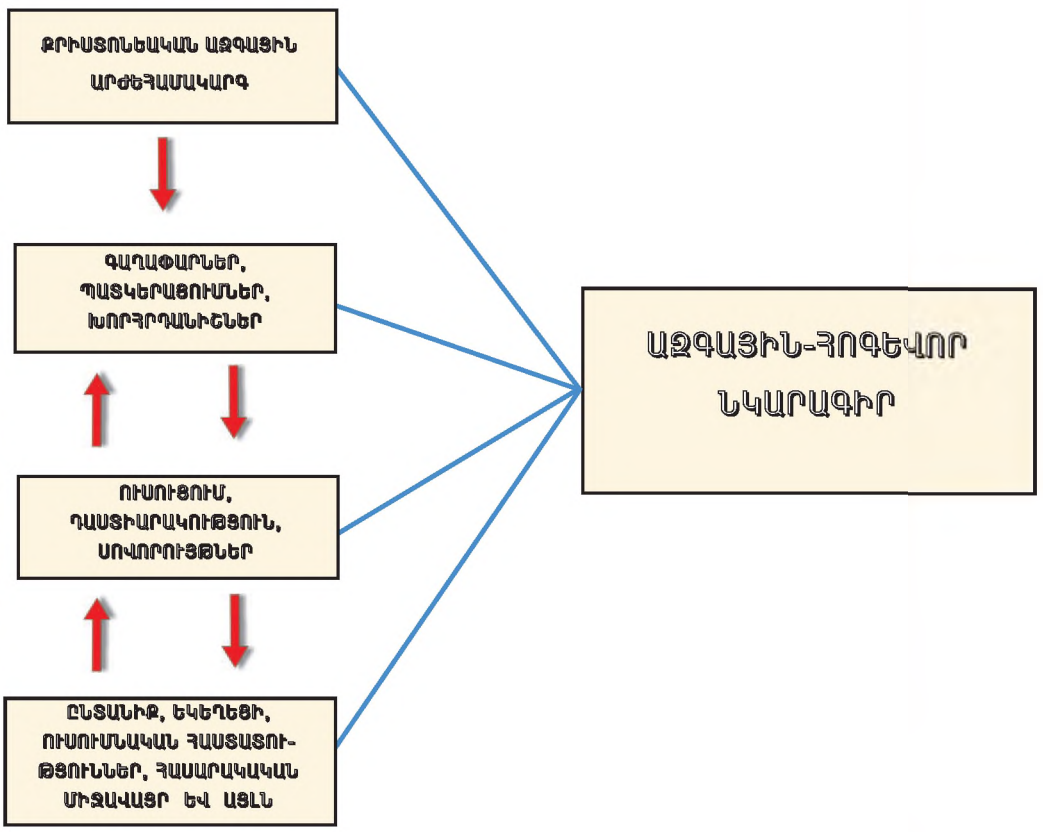 ՔՐԻՍՏՈՆԵԱԿԱՆ ԱԶԳԱՅԻՆ
ԱՐԺԵՀԱՄԱԿԱՐԳ
ԳԱՂԱՓԱՐՆԵՐ,
ՊԱՏԿԵՐԱՑՈՒՄՆԵՐ,
ԽՈՐՀՐԴԱՆԻՇՆԵՐ
ՈՒՍՈՒՑՈՒՄ,
ԴԱՍՏԻԱՐԱԿՈՒԹՅՈՒՆ,
ՍՈՎՈՐՈՒՅԹՆԵՐ
ԸՆՏԱՆԻՔ, ԵԿԵՂԵՑԻ,
ՈՒՍՈՒՄՆԱԿԱՆ ՀԱՍՏԱՏՈՒ-
ԹՅՈՒՆՆԵՐ, ՀԱՍԱՐԱԿԱԿԱՆ
ՄԻՋԱՎԱՅՐ ԵՎ ԱՅԼՆ
ԱԶԳԱՅԻՆ-ՀՈԳԵՎՈՐ
ՆԿԱՐԱԳԻՐ